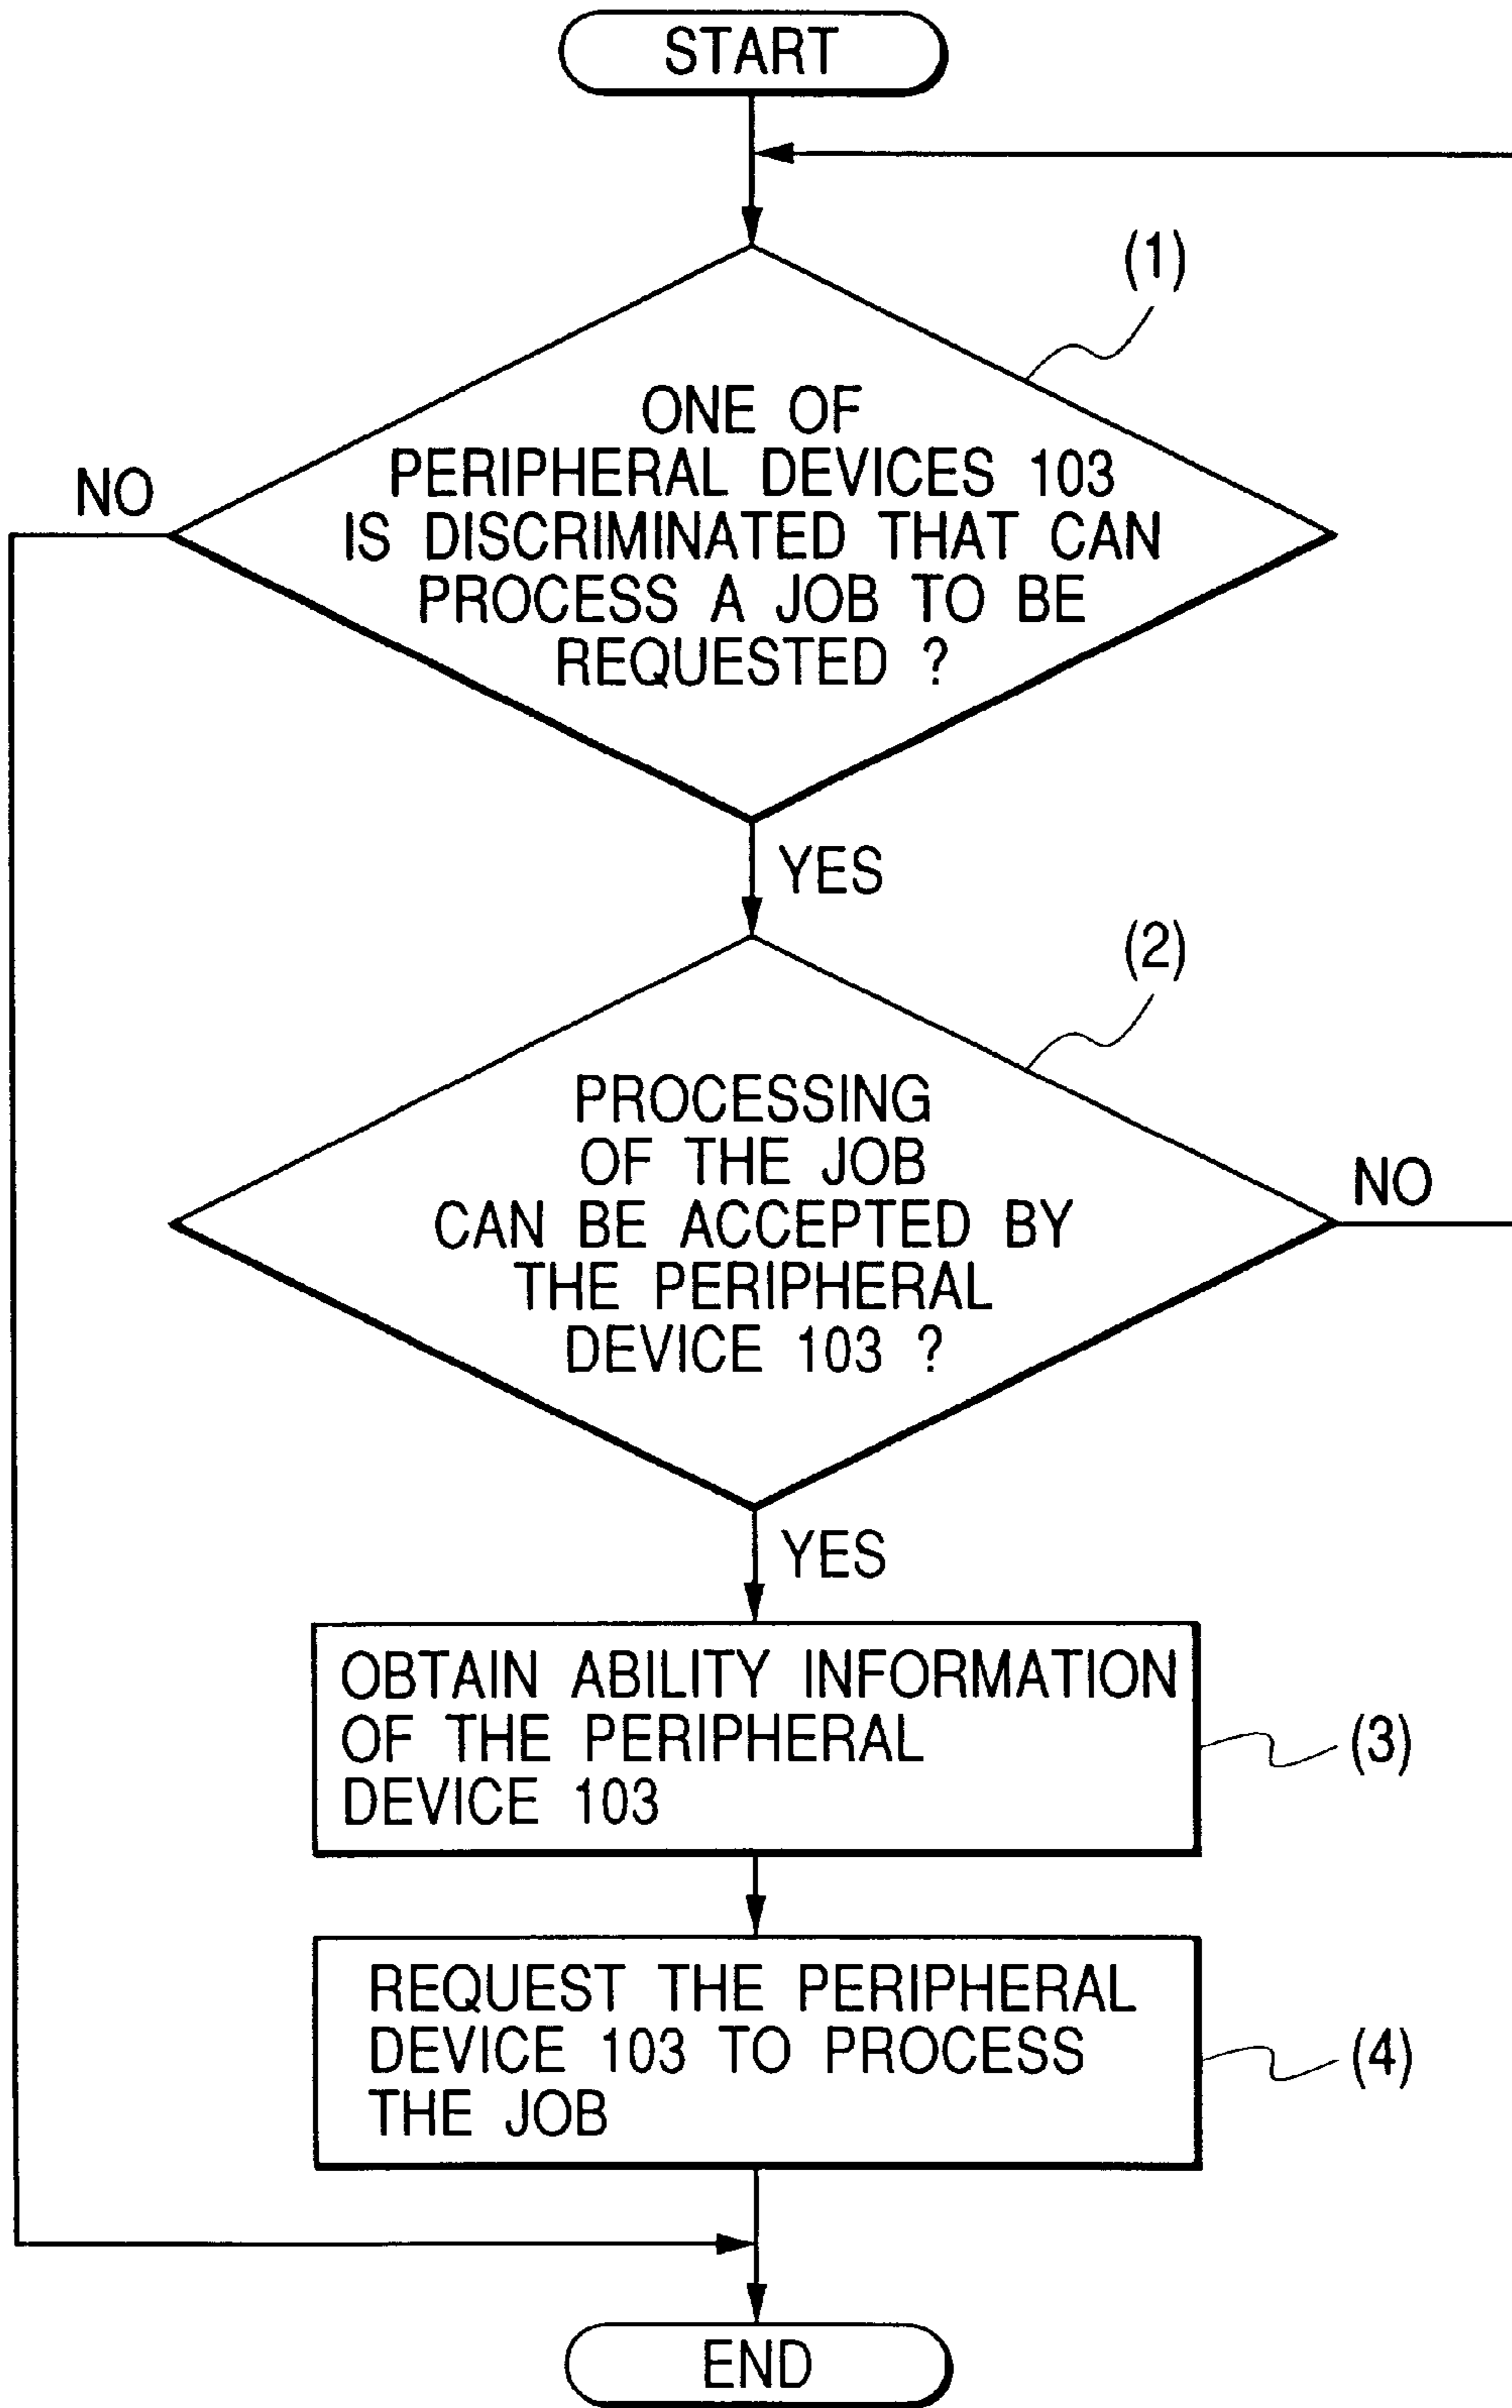 START
(1)
ONE OF
PERIPHERAL DEVICES 103
IS DISCRIMINATED THAT CAN
PROCESS A JOB TO BE
REQUESTED ?
NO
YES
(2)
PROCESSING
OF THE JOB
CAN BE ACCEPTED BY
THE PERIPHERAL
DEVICE 103 ?
NO
YES
OBTAIN ABILITY INFORMATION
OF THE PERIPHERAL
DEVICE 103
(3)
REQUEST THE PERIPHERAL
DEVICE 103 TO PROCESS
THE JOB
(4)
END